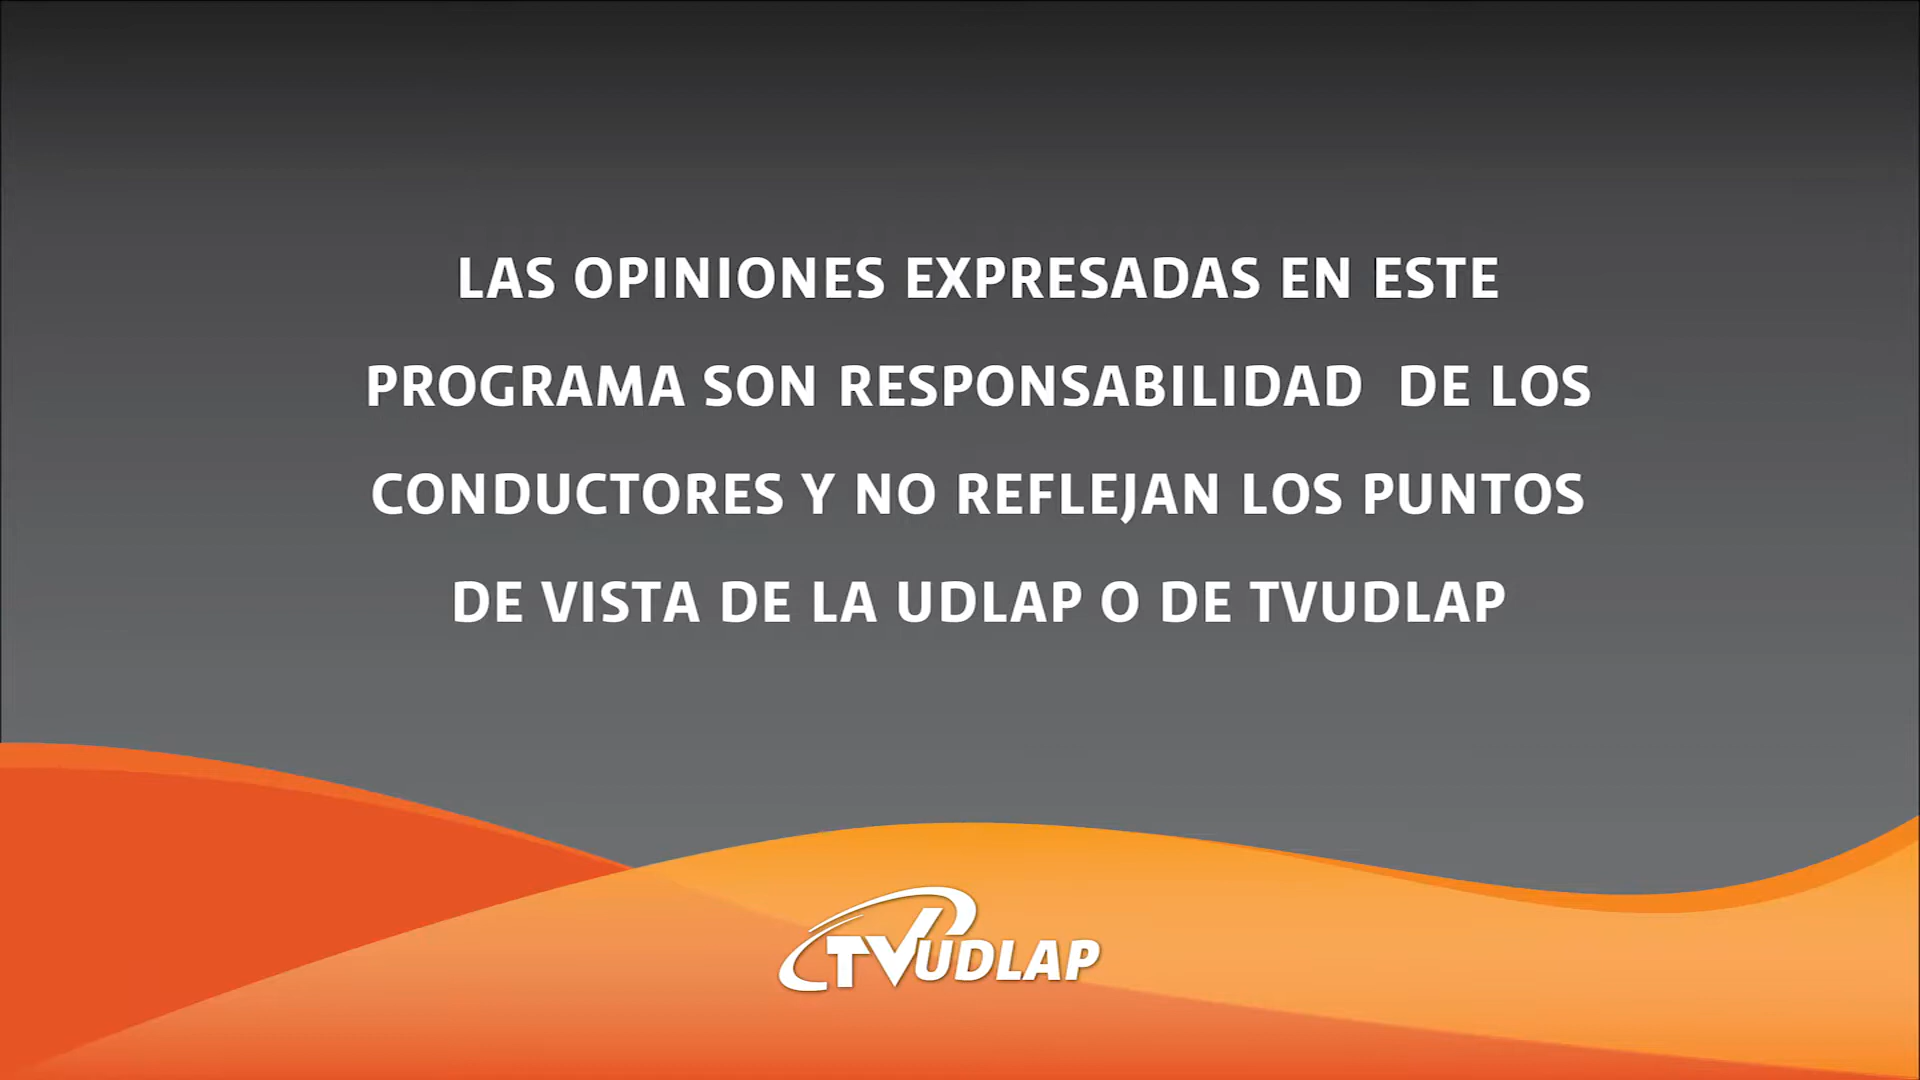 LAS OPINIONES EXPRESADAS EN ESTE
PROGRAMA SON RESPONSABILIDAD  DE LOS
CONDUCTORES Y NO REFLEJAN LOS PUNTOS
DE VISTA DE LA UDLAP O DE TVUDLAP
TVUDLAP